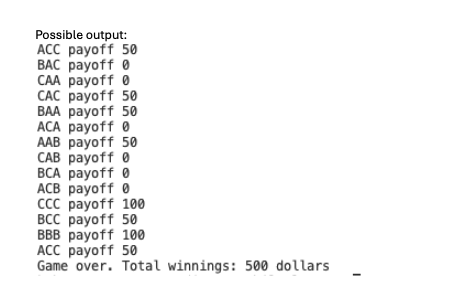 Possible output:
ACC payoff 50
BAC payoff 0
CAA payoff 0
CAC payoff 50
BAA payoff 50
ACA payoff 0
AAB payoff 50
CAB payoff 0
BCA payoff 0
ACB payoff 0
CCC payoff 100
BCC payoff 50
BBB payoff 100
ACC payoff 50
Game over. Total winnings: 500 dollars